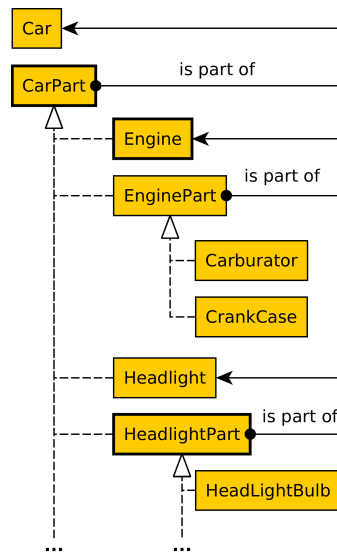 Car
is part of
CarPart
Engine
is part of
EnginePart
Carburator
CrankCase
Headlight
is part of
HeadlightPart
HeadLightBulb
... ...